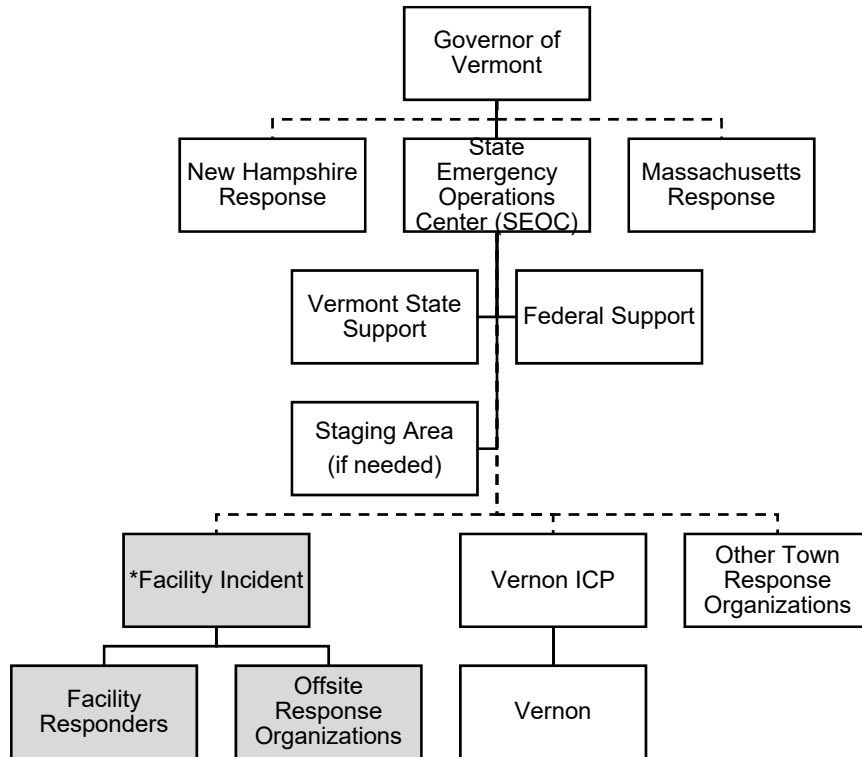 Governor of
Vermont
New Hampshire
Response
State
Emergency
Operations
Center (SEOC)
Massachusetts
Response
Vermont State
Support
Federal Support
Staging Area
(if needed)
*Facility Incident
Vernon ICP
Other Town
Response
Organizations
Facility
Responders
Offsite
Response
Organizations
Vernon